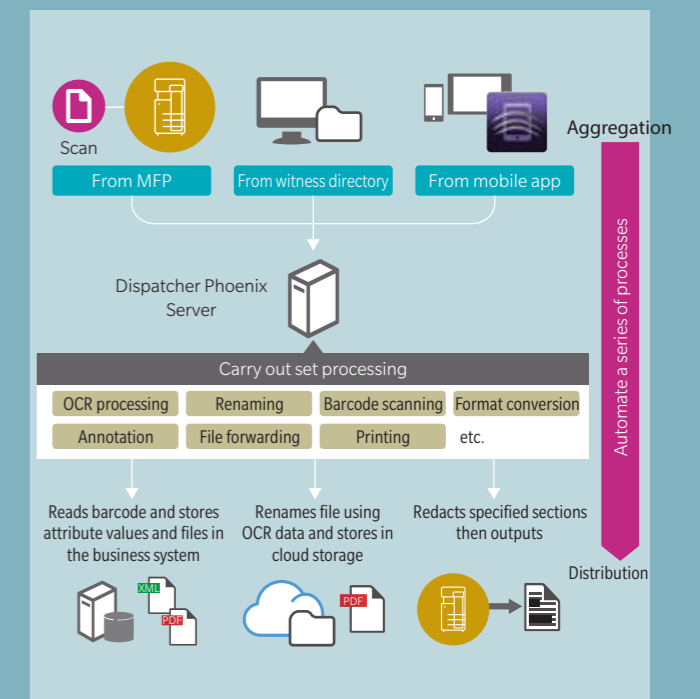 Aggregation
Scan
From MFP
From witness directory
From mobile app
Automate a series of processes
Dispatcher Phoenix
Server
Carry out set processing
OCR processing
Renaming
Barcode scanning
Format conversion
Annotation
File forwarding
Printing
etc.
Reads barcode and stores
attribute values and files in
the business system
Renames file using
OCR data and stores in
cloud storage
Redacts specified sections
then outputs
Distribution
XML
PDF
PDF